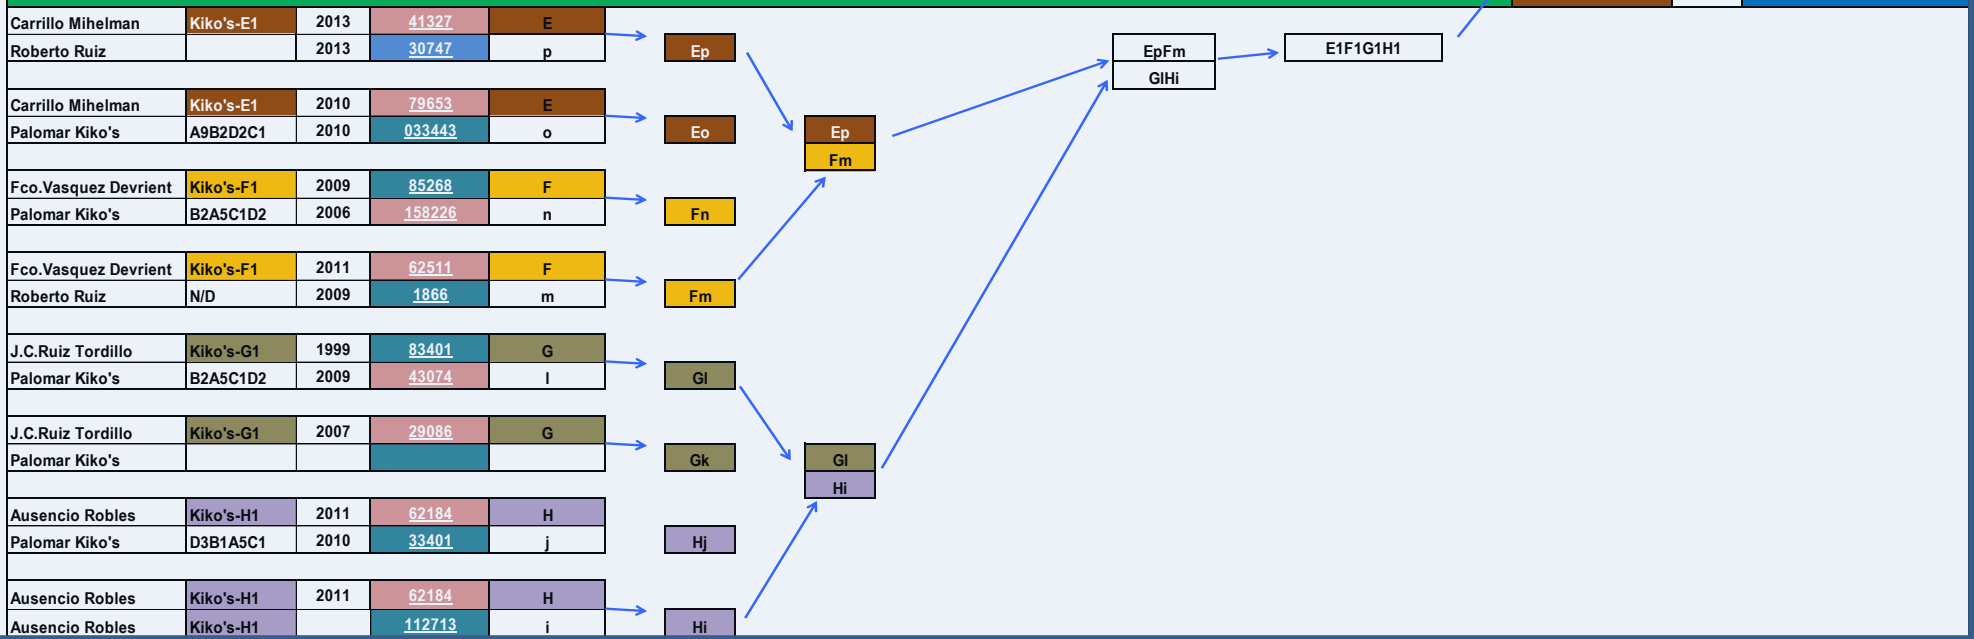 Carrillo Mihelman Kiko's-E1 2013 41327 E
Roberto Ruiz 2013 30747 p
Ep
EpFm
GlHi
E1F1G1H1
Carrillo Mihelman Kiko's-E1 2010 79653 E
Palomar Kiko's A9B2D2C1 2010 033443 o
Eo
Ep
Fm
Fco.Vasquez Devrient Kiko's-F1 2009 85268 F
Palomar Kiko's B2A5C1D2 2006 158226 n
Fn
Fco.Vasquez Devrient Kiko's-F1 2011 62511 F
Roberto Ruiz N/D 2009 1866 m
Fm
J.C.Ruiz Tordillo Kiko's-G1 1999 83401 G
Palomar Kiko's B2A5C1D2 2009 43074 l
Gl
J.C.Ruiz Tordillo Kiko's-G1 2007 29086 G
Palomar Kiko's
Gk
Gl
Hi
Ausencio Robles Kiko's-H1 2011 62184 H
Palomar Kiko's D3B1A5C1 2010 33401 j
Hj
Ausencio Robles Kiko's-H1 2011 62184 H
Ausencio Robles Kiko's-H1 112713 i
Hi